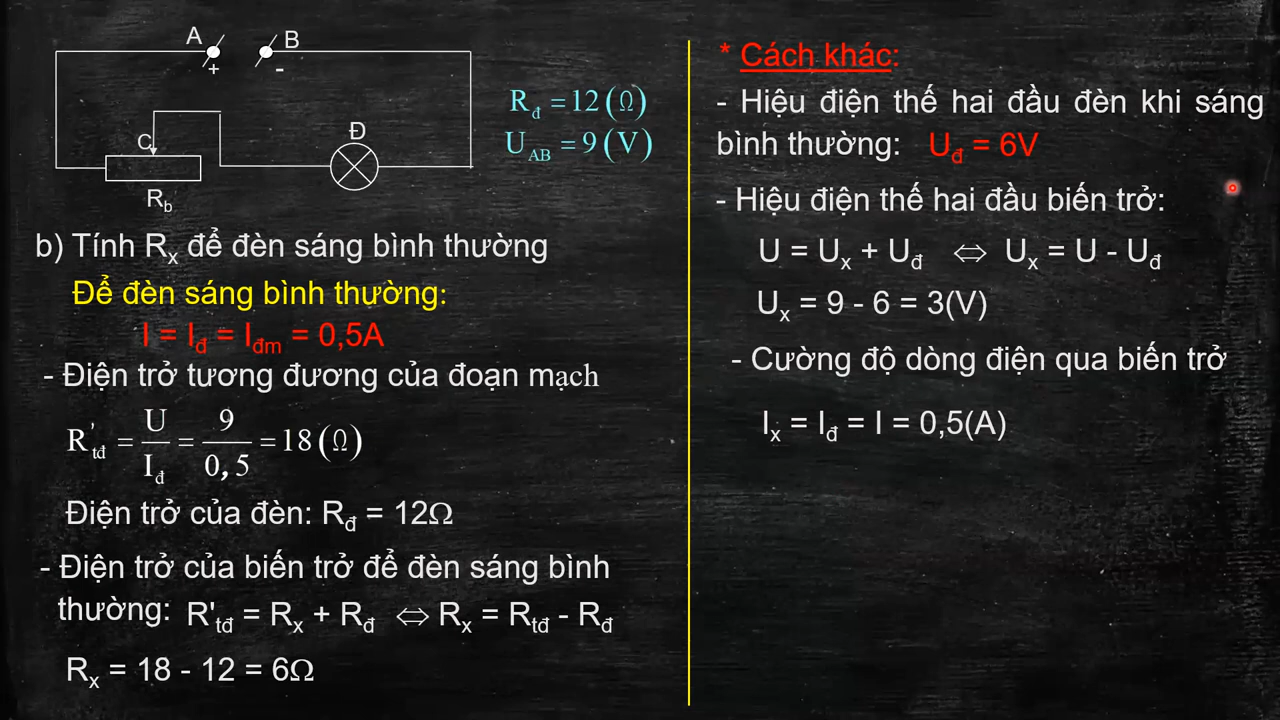 A
B
+
-
C
Đ
R_b
R_đ = 12(Ω)
U_AB = 9(V)
b) Tính R_x để đèn sáng bình thường
Để đèn sáng bình thường:
I = I_đ = I_đm = 0,5A
- Điện trở tương đương của đoạn mạch
R'_tđ = U/I_đ = 9/0,5 = 18(Ω)
Điện trở của đèn: R_đ = 12Ω
- Điện trở của biến trở để đèn sáng bình
thường: R'_tđ = R_x + R_đ ⇔ R_x = R_tđ - R_đ
R_x = 18 - 12 = 6Ω
* Cách khác:
- Hiệu điện thế hai đầu đèn khi sáng
bình thường: U_đ = 6V
- Hiệu điện thế hai đầu biến trở:
U = U_x + U_đ ⇔ U_x = U - U_đ
U_x = 9 - 6 = 3(V)
- Cường độ dòng điện qua biến trở
I_x = I_đ = I = 0,5(A)